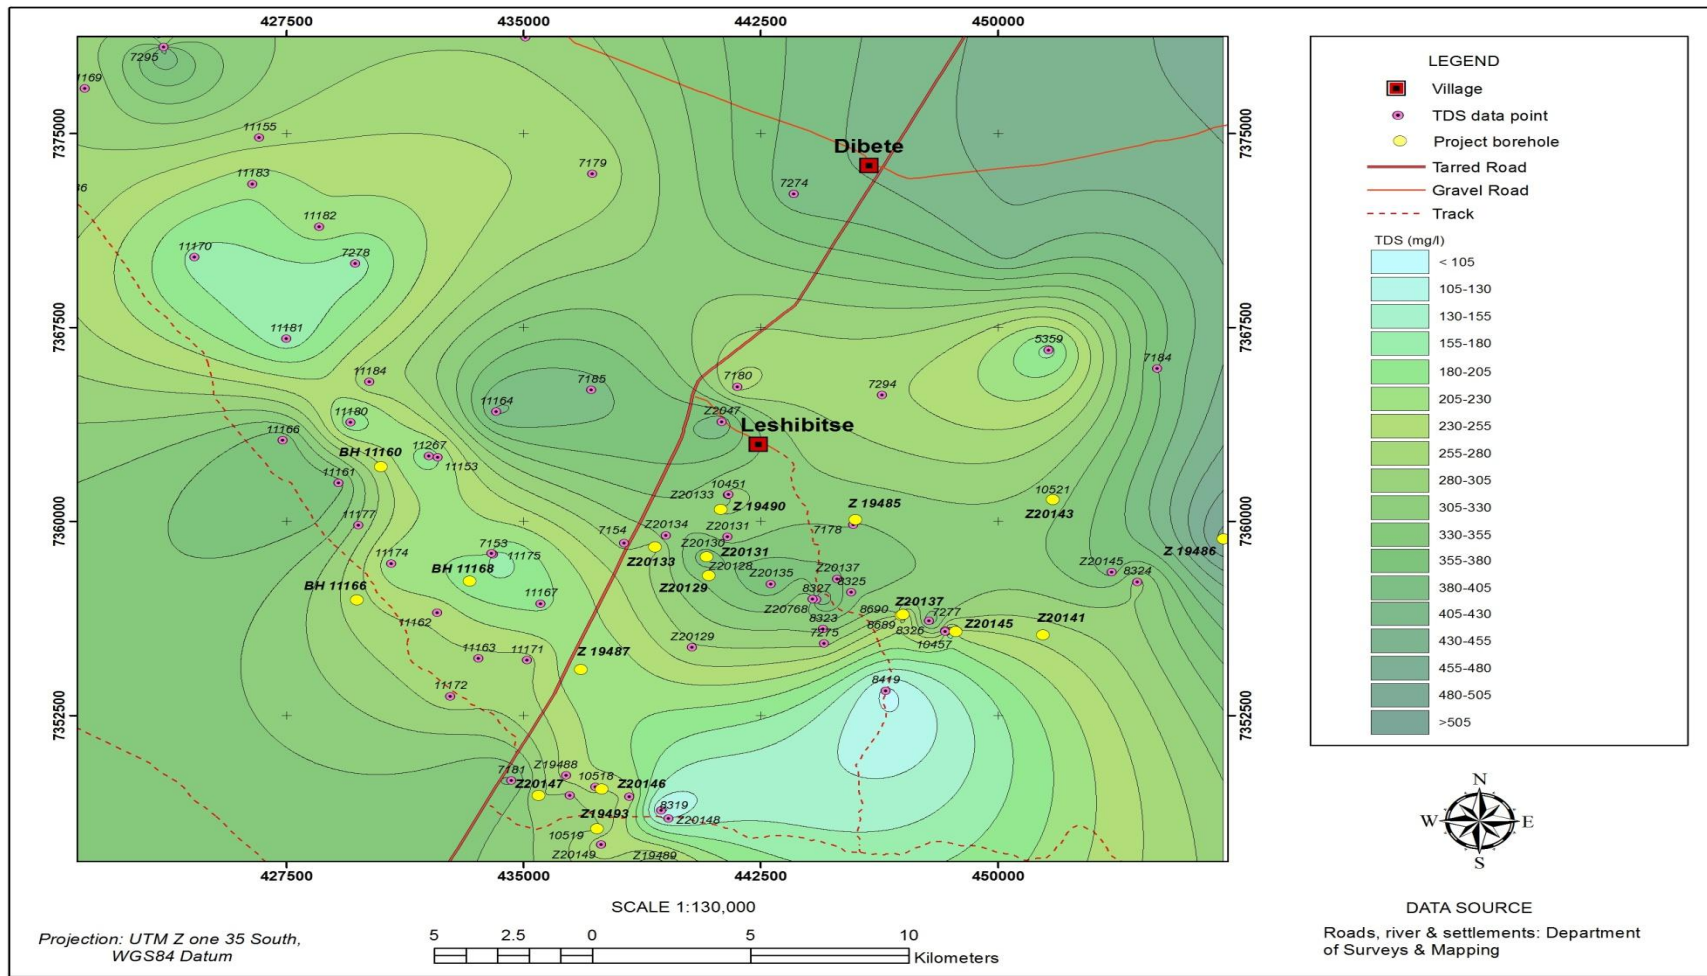 427500 435000 442500 450000
7295
1169
11155
7375000
7375000
Dibete
7179
11183
36
7274
11182
11170
7278
11181
7367500
7367500
5359
7184
11184
7185
7180
7294
11164
11180
Z2047
Leshibitse
11166
BH 11160
11267
11153
11161
10451
Z20133
Z 19490
Z 19485
10521
Z20143
7360000
7360000
11177
7154
Z20134
Z20131
7178
Z 19486
7153
11175
Z20130
Z20131
Z20133
Z20128
11174
BH 11168
Z20129
Z20135
Z20137
8325
8327
Z20145
8324
BH 11166
11167
Z20768
8690
Z20137
7277
11162
8323
8689
8326
Z20145
Z20141
7275
10457
Z20129
11163
11171
Z 19487
11172
8419
7352500
7352500
7181
Z19488
Z20147
10518
Z20146
8319
Z20148
Z19493
10519
Z20149
Z19489
427500 435000 442500 450000
SCALE 1:130,000
Projection: UTM Z one 35 South,
WGS84 Datum
5 2.5 0 5 10
Kilometers
LEGEND
Village
TDS data point
Project borehole
Tarred Road
Gravel Road
Track
TDS (mg/l)
< 105
105-130
130-155
155-180
180-205
205-230
230-255
255-280
280-305
305-330
330-355
355-380
380-405
405-430
430-455
455-480
480-505
>505
N
W E
S
DATA SOURCE
Roads, river & settlements: Department
of Surveys & Mapping